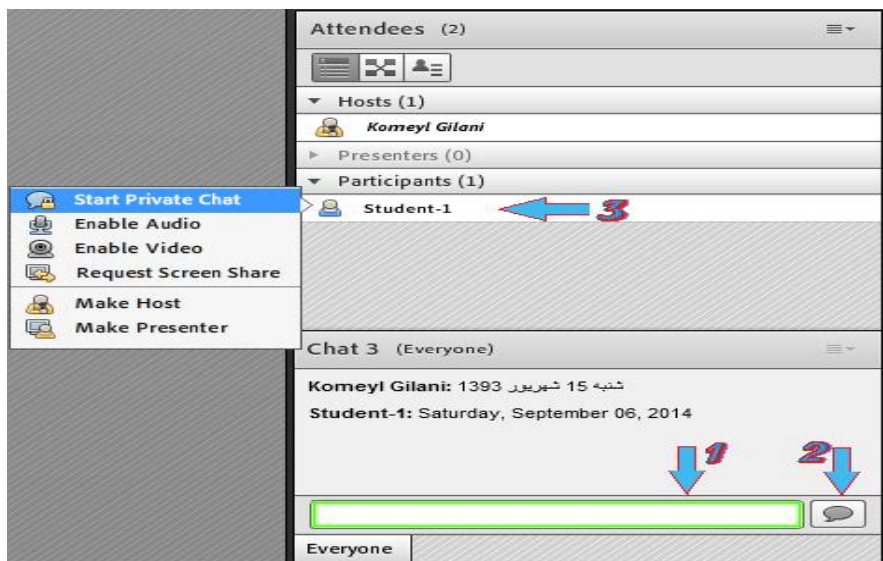 Attendees (2)
Hosts (1)
Komeyl Gilani
Presenters (0)
Participants (1)
Student-1
3
Start Private Chat
Enable Audio
Enable Video
Request Screen Share
Make Host
Make Presenter
Chat 3 (Everyone)
Komeyl Gilani: شنبه 15 شهریور 1393
Student-1: Saturday, September 06, 2014
1
2
Everyone